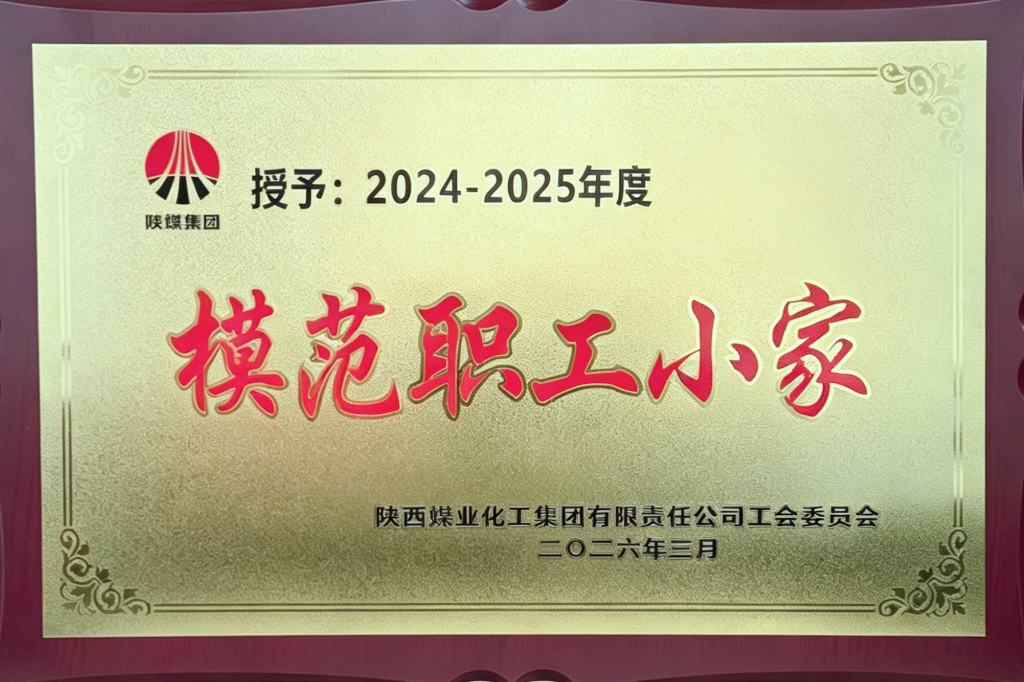 陕煤集团
授予：2024-2025年度
模范职工小家
陕西煤业化工集团有限责任公司工会委员会
二〇二六年三月